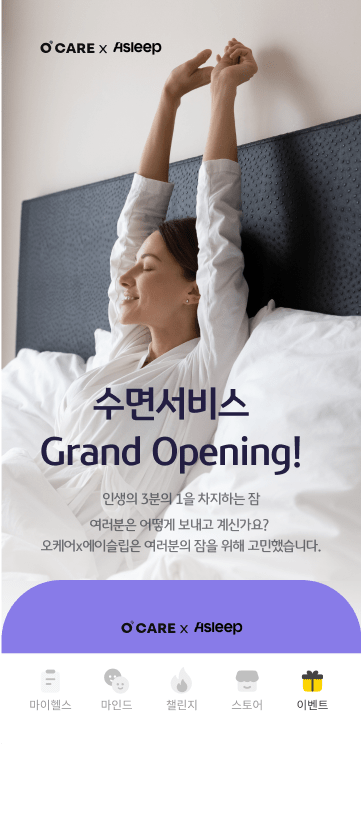 O'CARE x Asleep
수면서비스
Grand Opening!
인생의 3분의 1을 차지하는 잠
여러분은 어떻게 보내고 계신가요?
오케어x에이슬립은 여러분의 잠을 위해 고민했습니다.
O'CARE x Asleep
마이헬스 마인드 챌린지 스토어 이벤트